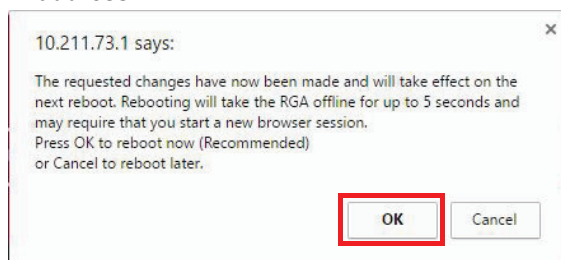 10.211.73.1 says:
The requested changes have now been made and will take effect on the
next reboot. Rebooting will take the RGA offline for up to 5 seconds and
may require that you start a new browser session.
Press OK to reboot now (Recommended)
or Cancel to reboot later.
OK Cancel